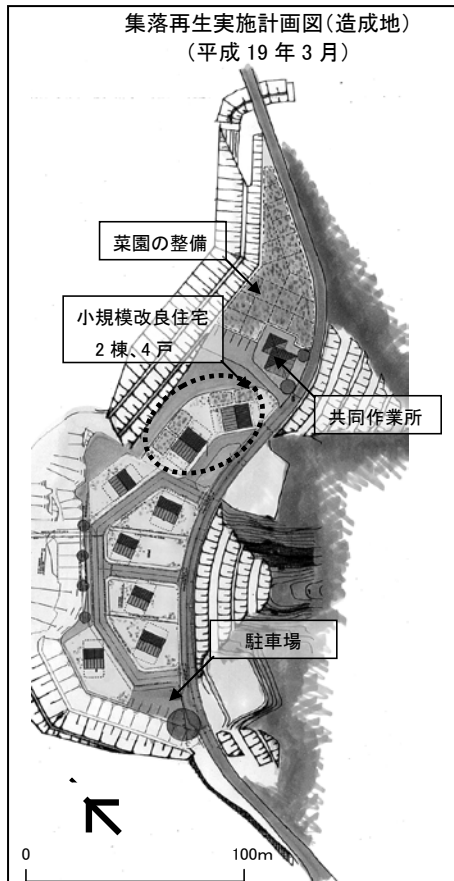 集落再生実施計画図(造成地)
(平成19年3月)
菜園の整備
小規模改良住宅
2棟、4戸
共同作業所
駐車場
0 100m